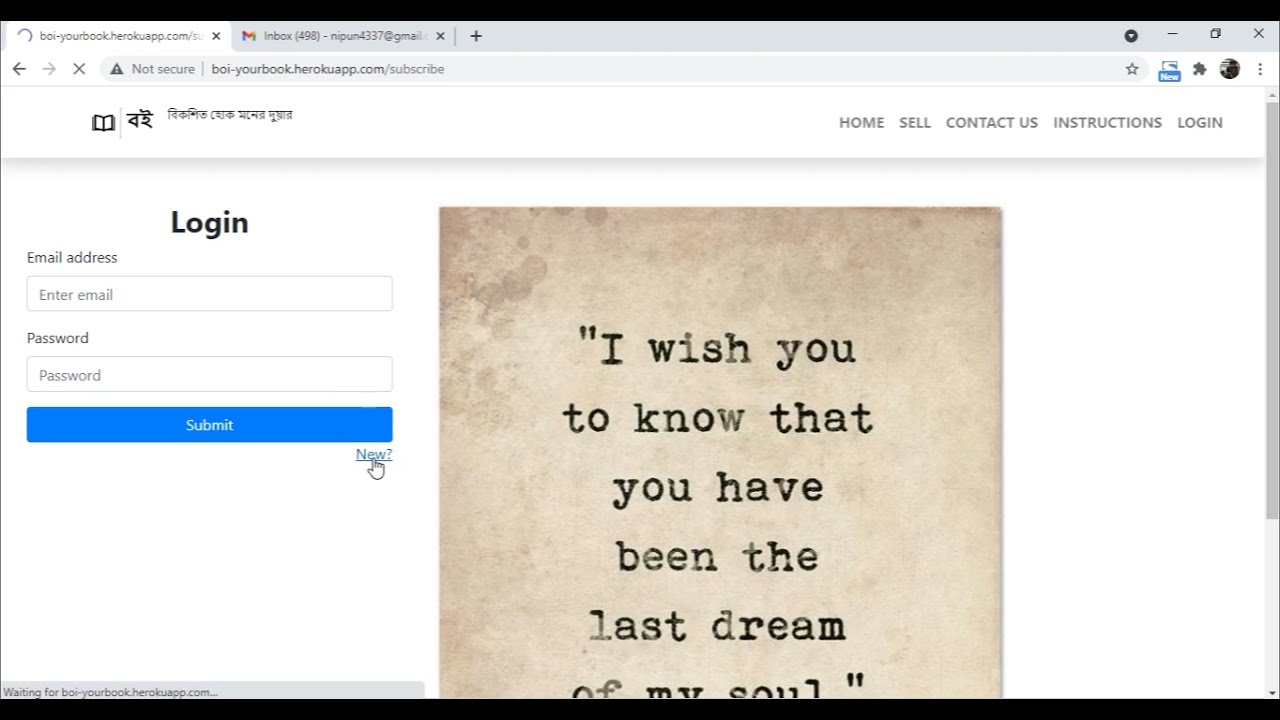 boi-yourbook.herokuapp.com/su
Inbox (498) - nipun4337@gmail.
Not secure
boi-yourbook.herokuapp.com/subscribe
New
বই
বিকশিত হোক মনের দুয়ার
HOME SELL CONTACT US INSTRUCTIONS LOGIN
Login
Email address
Enter email
Password
Password
Submit
New?
"I wish you
to know that
you have
been the
last dream
of my soul."
Waiting for boi-yourbook.herokuapp.com...